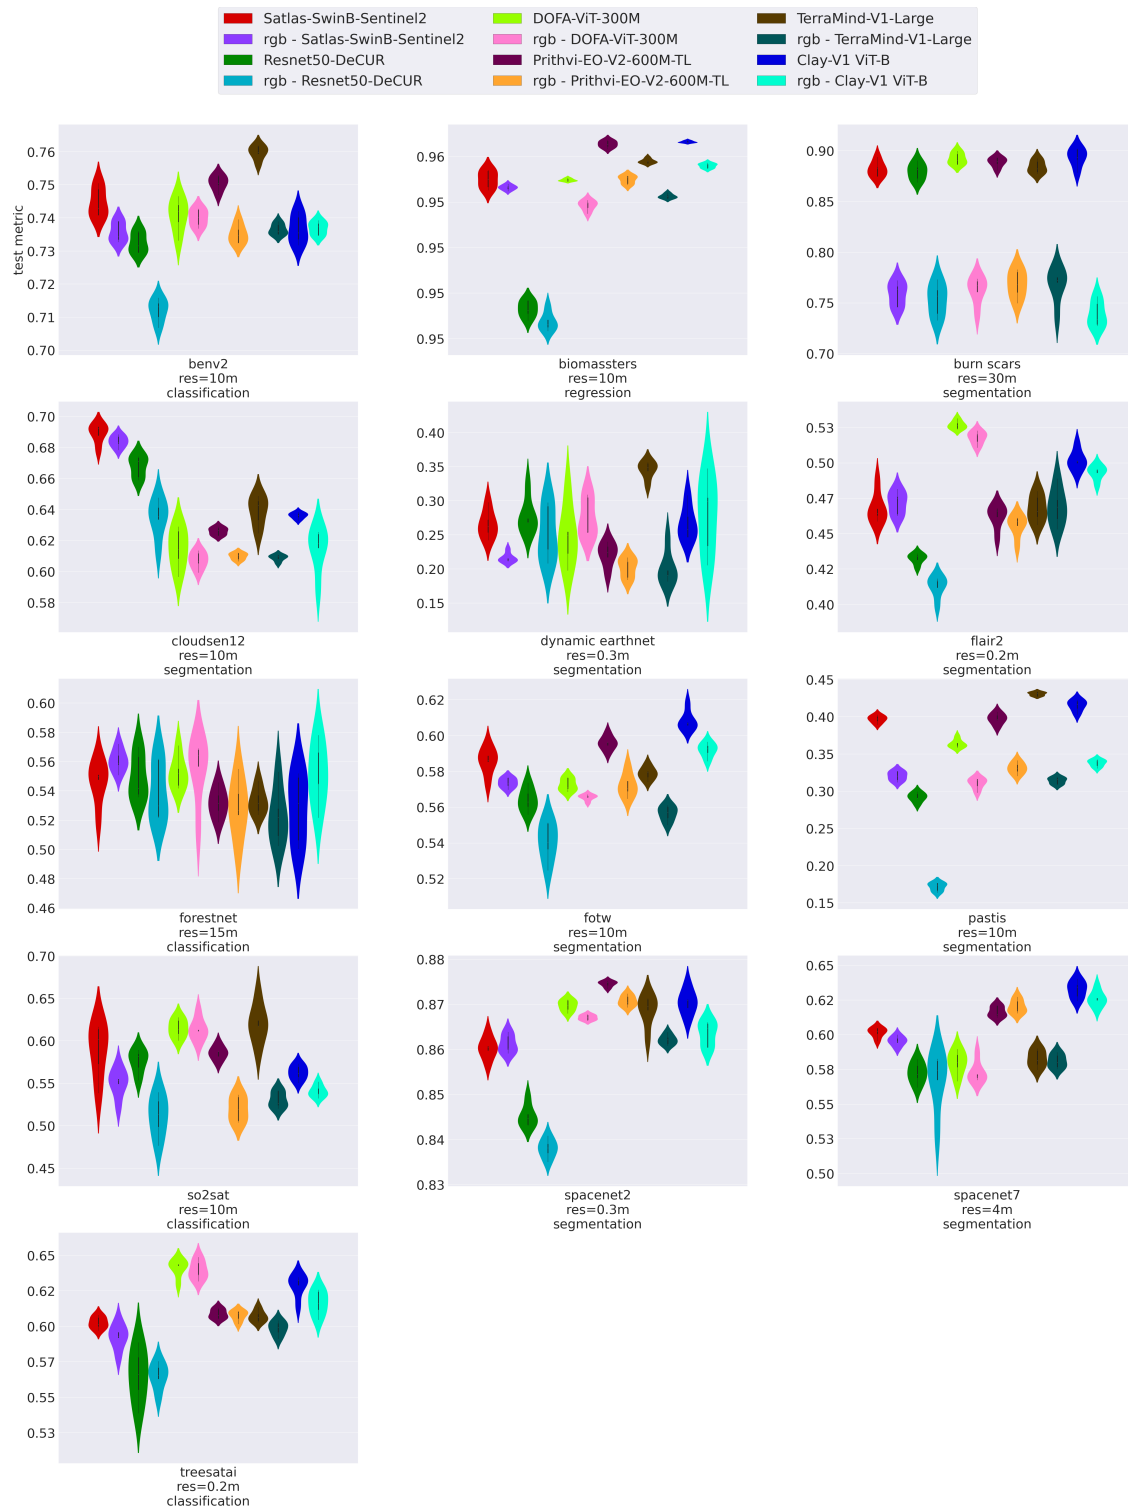 Satlas-SwinB-Sentinel2
rgb - Satlas-SwinB-Sentinel2
Resnet50-DeCUR
rgb - Resnet50-DeCUR
DOFA-ViT-300M
rgb - DOFA-ViT-300M
Prithvi-EO-V2-600M-TL
rgb - Prithvi-EO-V2-600M-TL
TerraMind-V1-Large
rgb - TerraMind-V1-Large
Clay-V1 ViT-B
rgb - Clay-V1 ViT-B
test metric
0.76
0.75
0.74
0.73
0.72
0.71
0.70
benv2
res=10m
classification
0.96
0.95
0.95
0.95
0.95
biomassters
res=10m
regression
0.90
0.85
0.80
0.75
0.70
burn scars
res=30m
segmentation
0.70
0.68
0.66
0.64
0.62
0.60
0.58
cloudsen12
res=10m
segmentation
0.40
0.35
0.30
0.25
0.20
0.15
dynamic earthnet
res=0.3m
segmentation
0.53
0.50
0.47
0.45
0.42
0.40
flair2
res=0.2m
segmentation
0.60
0.58
0.56
0.54
0.52
0.50
0.48
0.46
forestnet
res=15m
classification
0.62
0.60
0.58
0.56
0.54
0.52
fotw
res=10m
segmentation
0.45
0.40
0.35
0.30
0.25
0.20
0.15
pastis
res=10m
segmentation
0.70
0.65
0.60
0.55
0.50
0.45
so2sat
res=10m
classification
0.88
0.87
0.86
0.85
0.84
0.83
spacenet2
res=0.3m
segmentation
0.65
0.62
0.60
0.58
0.55
0.53
0.50
spacenet7
res=4m
segmentation
0.65
0.62
0.60
0.57
0.55
0.53
treesatai
res=0.2m
classification